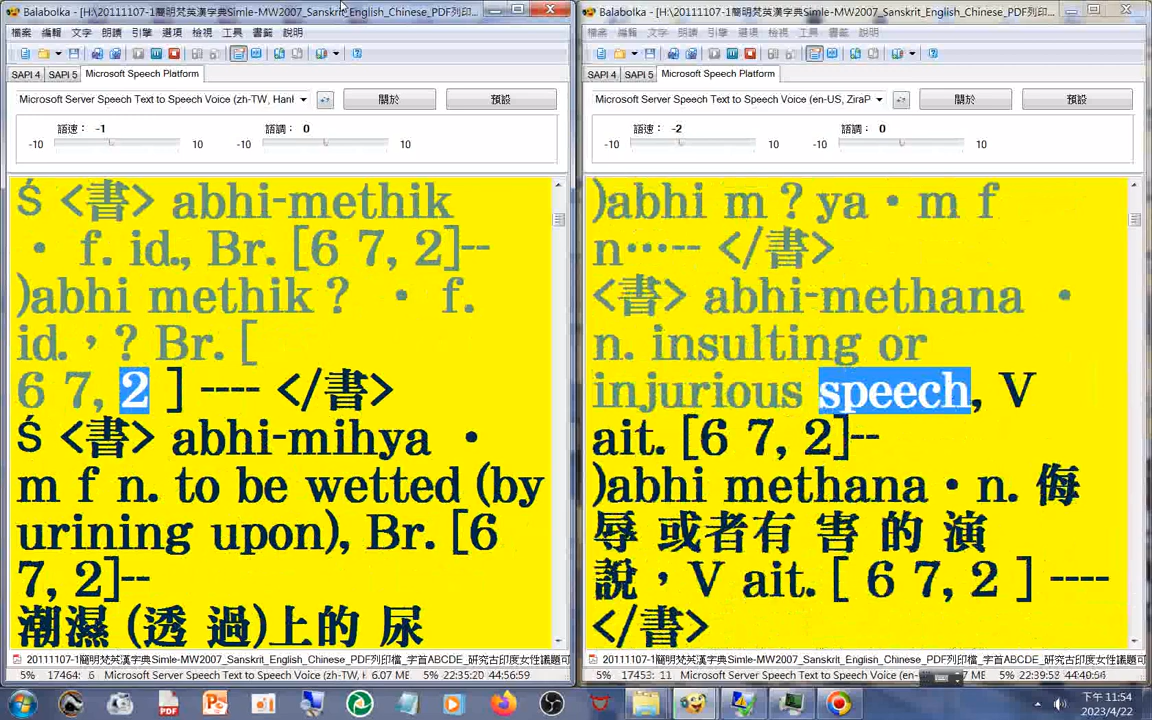 Balabolka - [H:\20111107-1簡明梵英漢字典Simle-MW2007_Sanskrit_English_Chinese_PDF列印...
檔案 編輯 文字 朗讀 引擎 選項 檢視 工具 書籤 說明
SAPI 4 SAPI 5 Microsoft Speech Platform
Microsoft Server Speech Text to Speech Voice (zh-TW, HanH
關於 預設
語速： -1 語調： 0
-10 10 -10 10
Ś <書> abhi-methik
• f. id., Br. [6 7, 2]--
)abhi methik ? • f.
id.，? Br. [
6 7, 2 ] ---- </書>
Ś <書> abhi-mihya •
m f n. to be wetted (by
urining upon), Br. [6
7, 2]--
潮濕 (透 過)上的 尿
20111107-1簡明梵英漢字典Simle-MW2007_Sanskrit_English_Chinese_PDF列印檔_字首ABCDE_研究古印度女性議題可
5% 17464: 6 Microsoft Server Speech Text to Speech Voice (zh-TW, H 6.07 MB 5% 22:35:20 44:56:59
Balabolka - [H:\20111107-1簡明梵英漢字典Simle-MW2007_Sanskrit_English_Chinese_PDF列印...
檔案 編輯 文字 朗讀 引擎 選項 檢視 工具 書籤 說明
SAPI 4 SAPI 5 Microsoft Speech Platform
Microsoft Server Speech Text to Speech Voice (en-US, ZiraP
關於 預設
語速： -2 語調： 0
-10 10 -10 10
)abhi m ? ya • m f
n…-- </書>
<書> abhi-methana •
n. insulting or
injurious speech, V
ait. [6 7, 2]--
)abhi methana • n. 侮
辱 或者有 害 的 演
說，V ait. [ 6 7, 2 ] ----
</書>
20111107-1簡明梵英漢字典Simle-MW2007_Sanskrit_English_Chinese_PDF列印檔_字首ABCDE_研究古印度女性議題可
5% 17453: 11 Microsoft Server Speech Text to Speech Voice (en-US 6.07 MB 5% 22:39:53 44:40:54
下午 11:54
2023/4/22